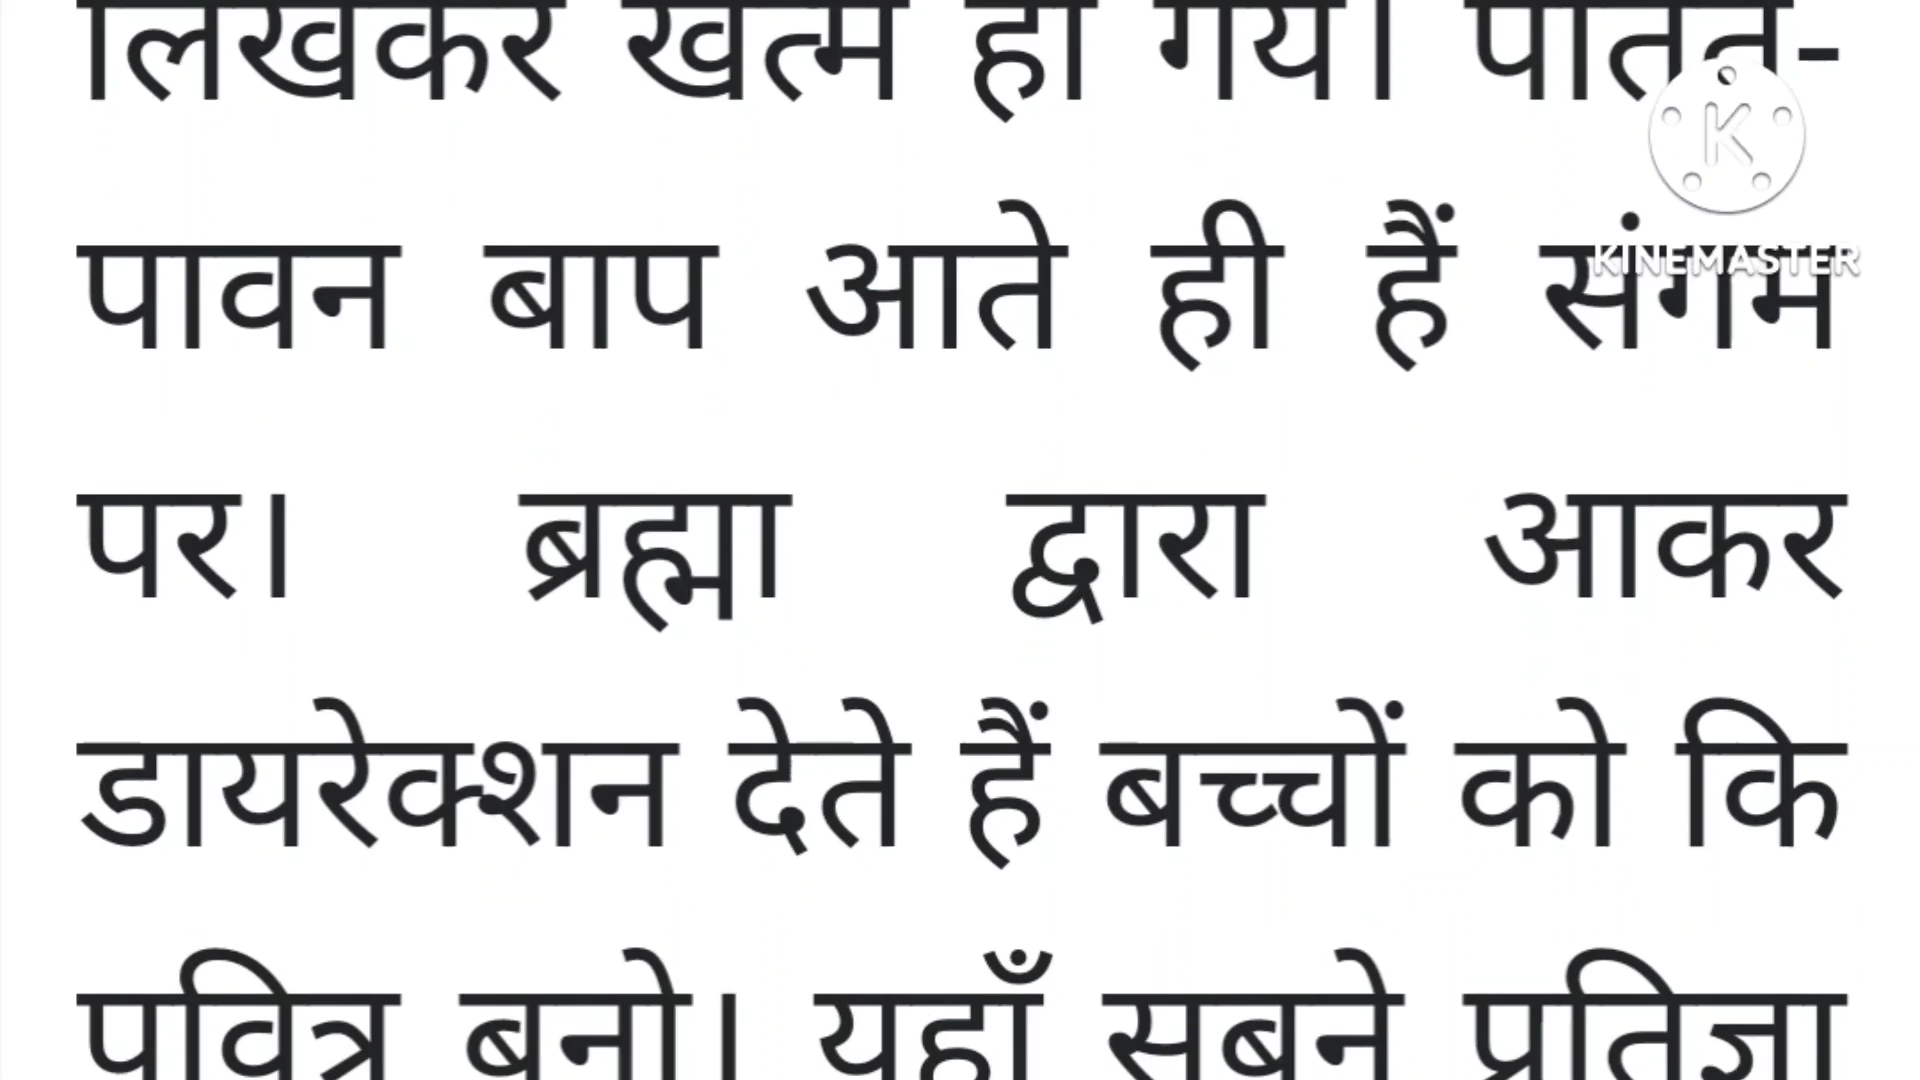 लिखकर खत्म हो गये। पतित-
पावन बाप आते ही हैं संगम
पर। ब्रह्मा द्वारा आकर
डायरेक्शन देते हैं बच्चों को कि
पवित्र बनो। यहाँ सबने प्रतिज्ञा
K
KINEMASTER